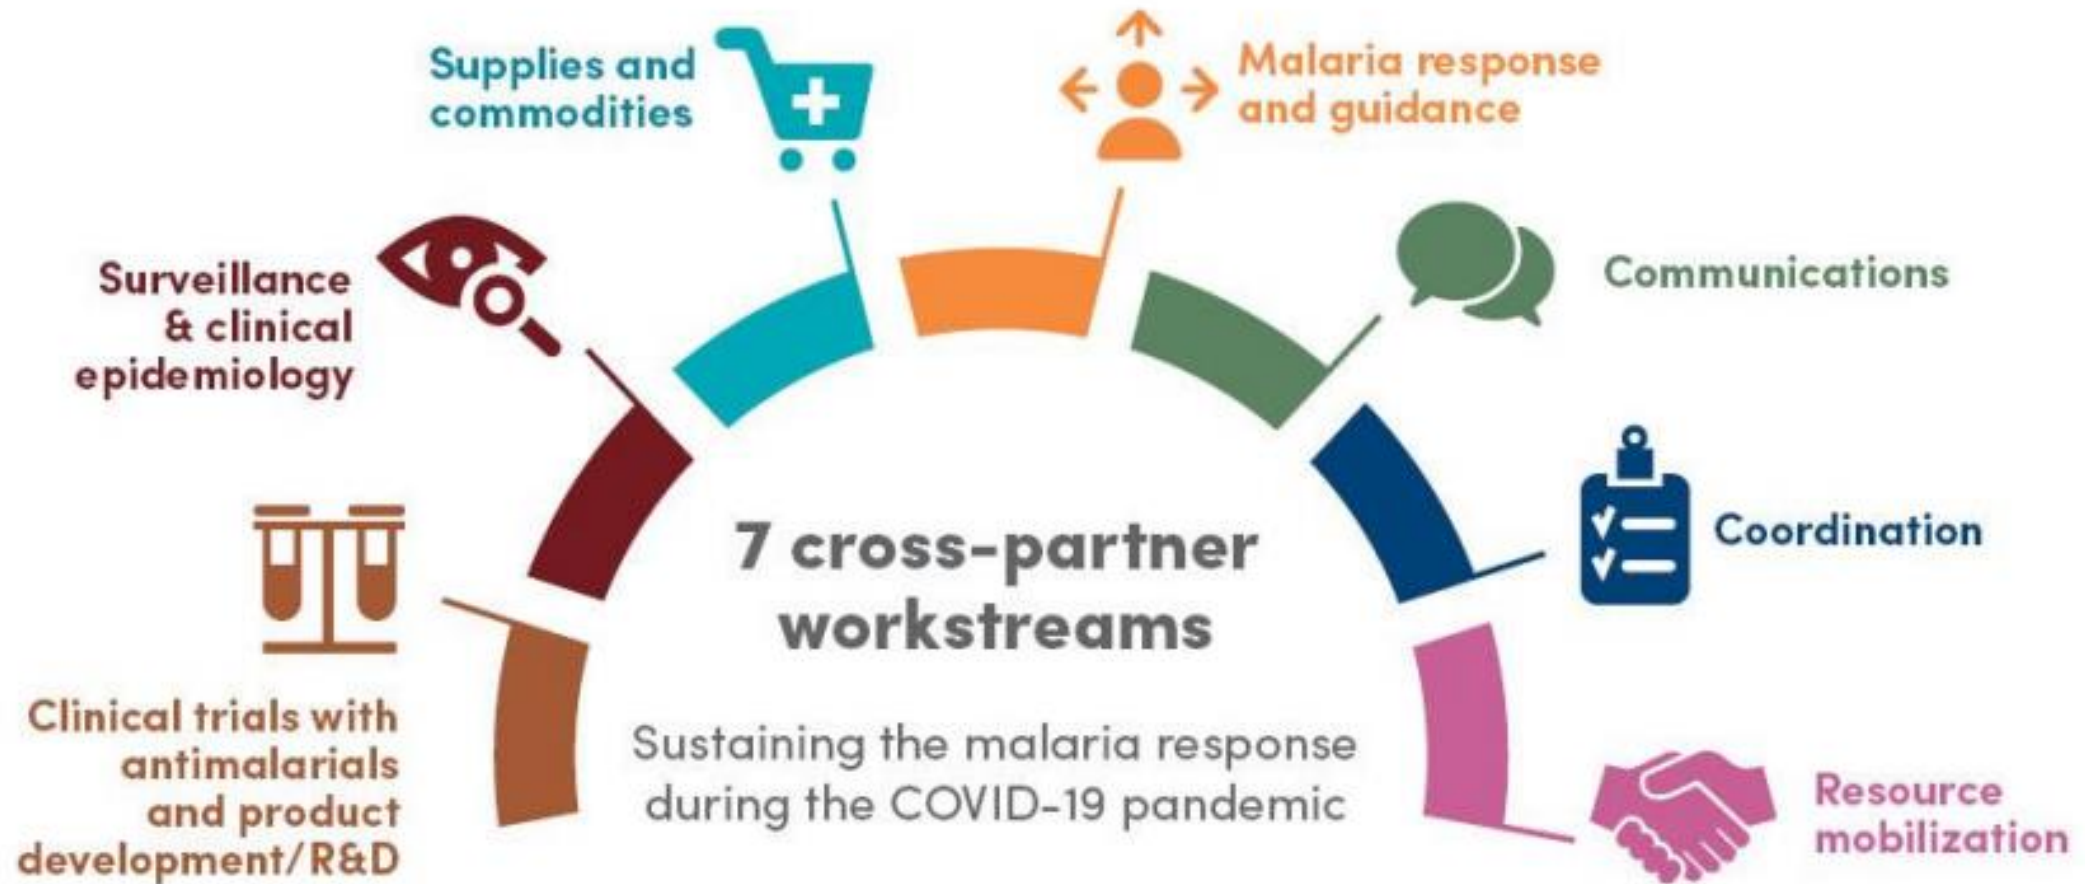 Supplies and
commodities
Malaria response
and guidance
Surveillance
& clinical
epidemiology
Communications
Coordination
7 cross-partner
workstreams
Clinical trials with
antimalarials
and product
development/R&D
Sustaining the malaria response
during the COVID-19 pandemic
Resource
mobilization